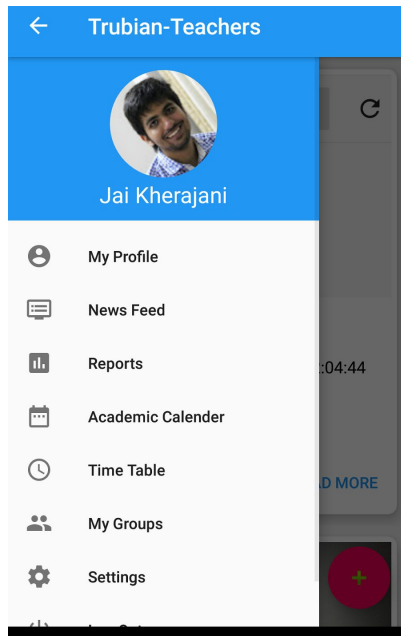 Trubian-Teachers
Jai Kherajani
My Profile
News Feed
Reports
:04:44
Academic Calender
Time Table
D MORE
My Groups
Settings